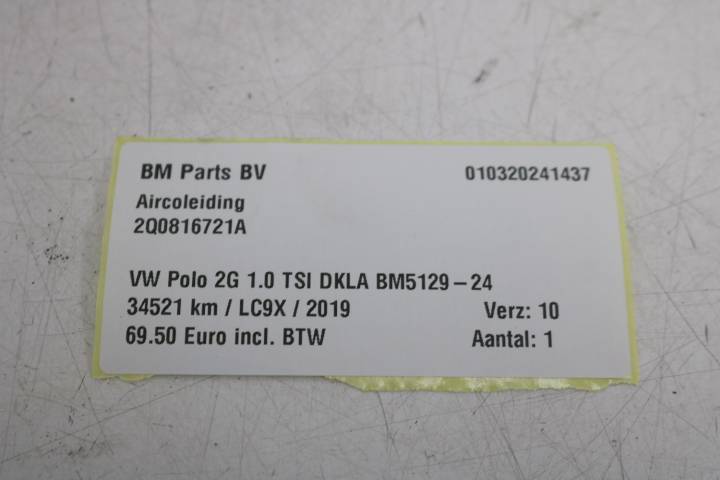 BM Parts BV 010320241437
Aircoleiding
2Q0816721A
VW Polo 2G 1.0 TSI DKLA BM5129-24
34521 km / LC9X / 2019 Verz: 10
69.50 Euro incl. BTW Aantal: 1